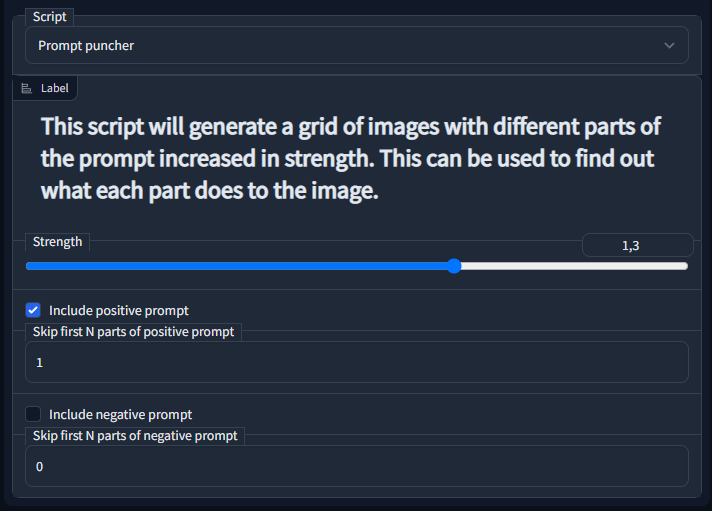 Script
Prompt puncher
Label
This script will generate a grid of images with different parts of
the prompt increased in strength. This can be used to find out
what each part does to the image.
Strength
1,3
Include positive prompt
Skip first N parts of positive prompt
1
Include negative prompt
Skip first N parts of negative prompt
0